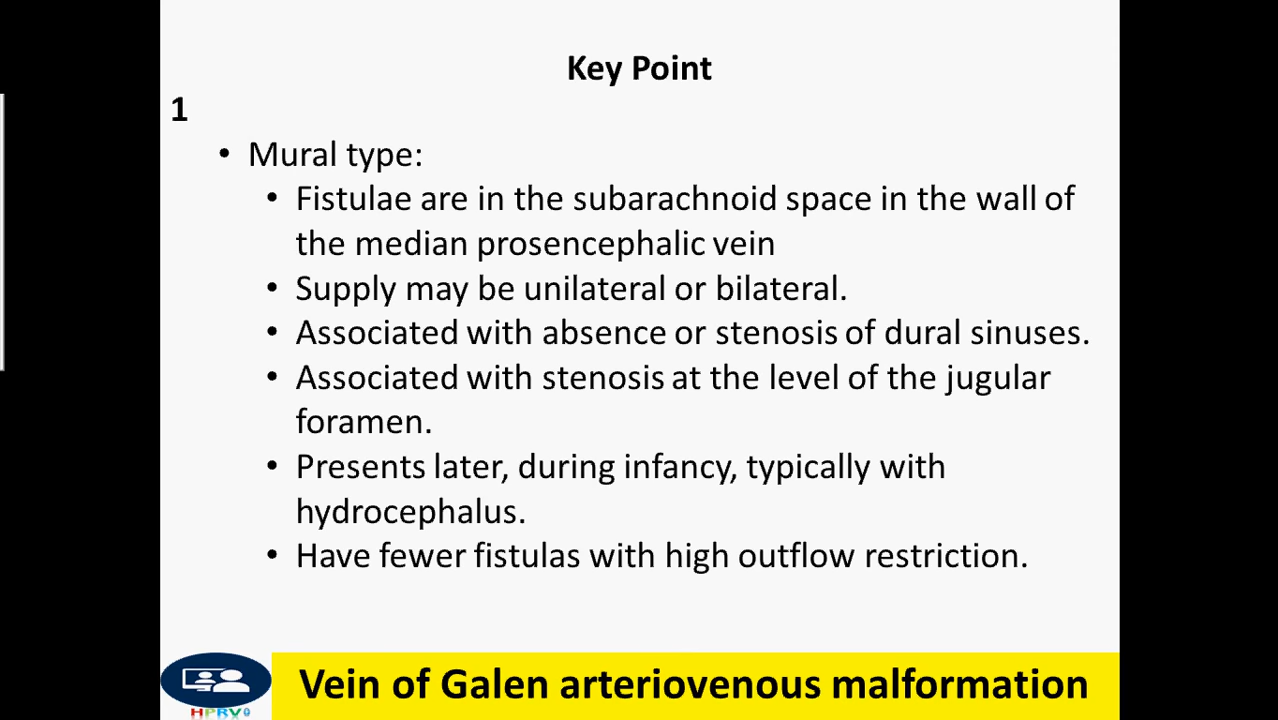 Key Point
1
• Mural type:
• Fistulae are in the subarachnoid space in the wall of
the median prosencephalic vein
• Supply may be unilateral or bilateral.
• Associated with absence or stenosis of dural sinuses.
• Associated with stenosis at the level of the jugular
foramen.
• Presents later, during infancy, typically with
hydrocephalus.
• Have fewer fistulas with high outflow restriction.
Vein of Galen arteriovenous malformation